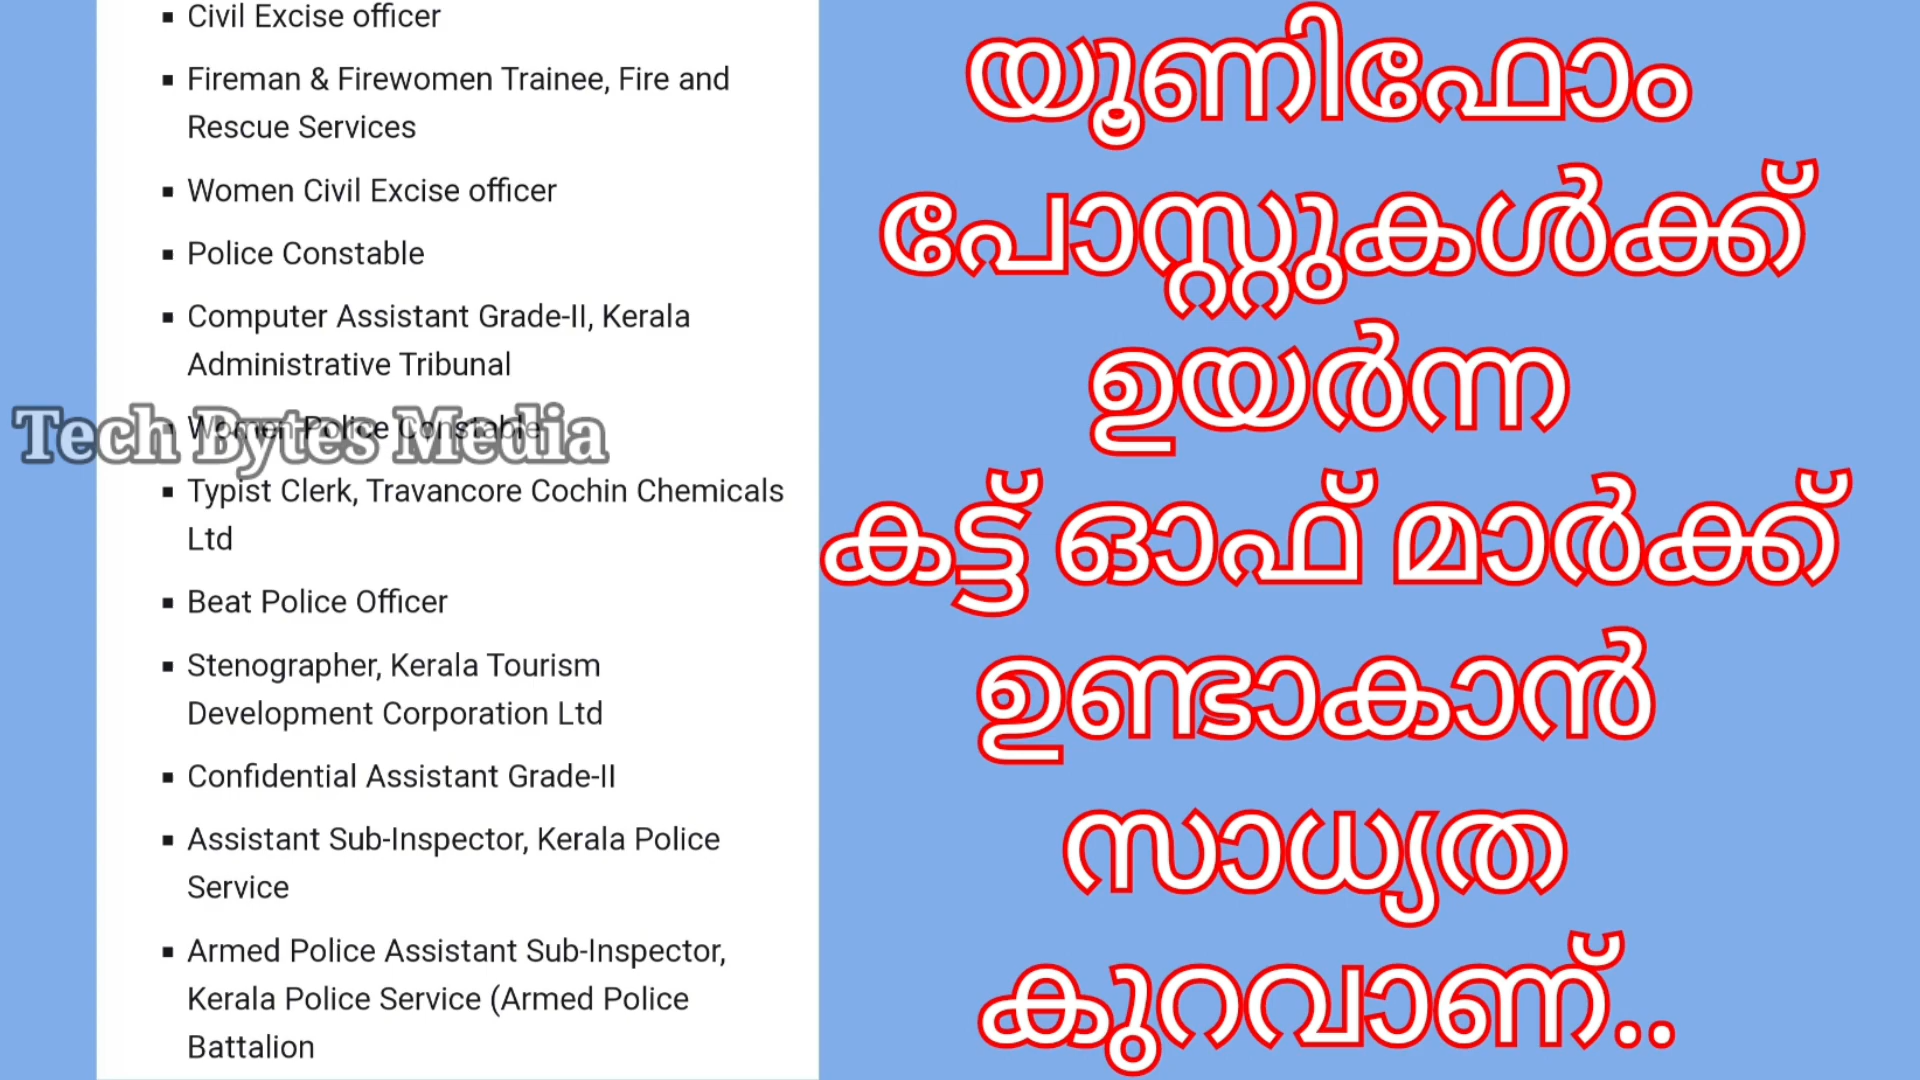 Civil Excise officer
Fireman & Firewomen Trainee, Fire and
Rescue Services
Women Civil Excise officer
Police Constable
Computer Assistant Grade-II, Kerala
Administrative Tribunal
Women Police Constable
Tech Bytes Media
Typist Clerk, Travancore Cochin Chemicals
Ltd
Beat Police Officer
Stenographer, Kerala Tourism
Development Corporation Ltd
Confidential Assistant Grade-II
Assistant Sub-Inspector, Kerala Police
Service
Armed Police Assistant Sub-Inspector,
Kerala Police Service (Armed Police
Battalion
യൂണിഫോം
പോസ്റ്റുകൾക്ക്
ഉയർന്ന
കട്ട് ഓഫ് മാർക്ക്
ഉണ്ടാകാൻ
സാധ്യത
കുറവാണ്..